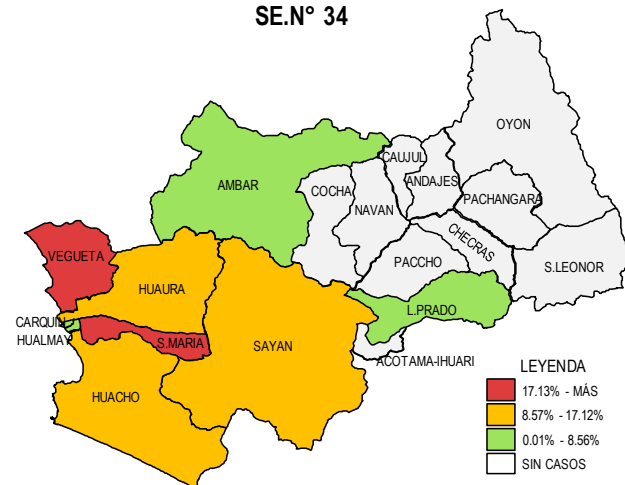 SE.N° 34
OYON
CAUJUL
AMBAR
COCHA
ANDAJES
PACHANGARA
NAVAN
CHECRAS
VEGUETA
PACCHO
S.LEONOR
HUAURA
L.PRADO
CARQUIN
HUALMAY
S.MARIA
SAYAN
ACOTAMA-IHUARI
HUACHO
LEYENDA
17.13% - MÁS
8.57% - 17.12%
0.01% - 8.56%
SIN CASOS